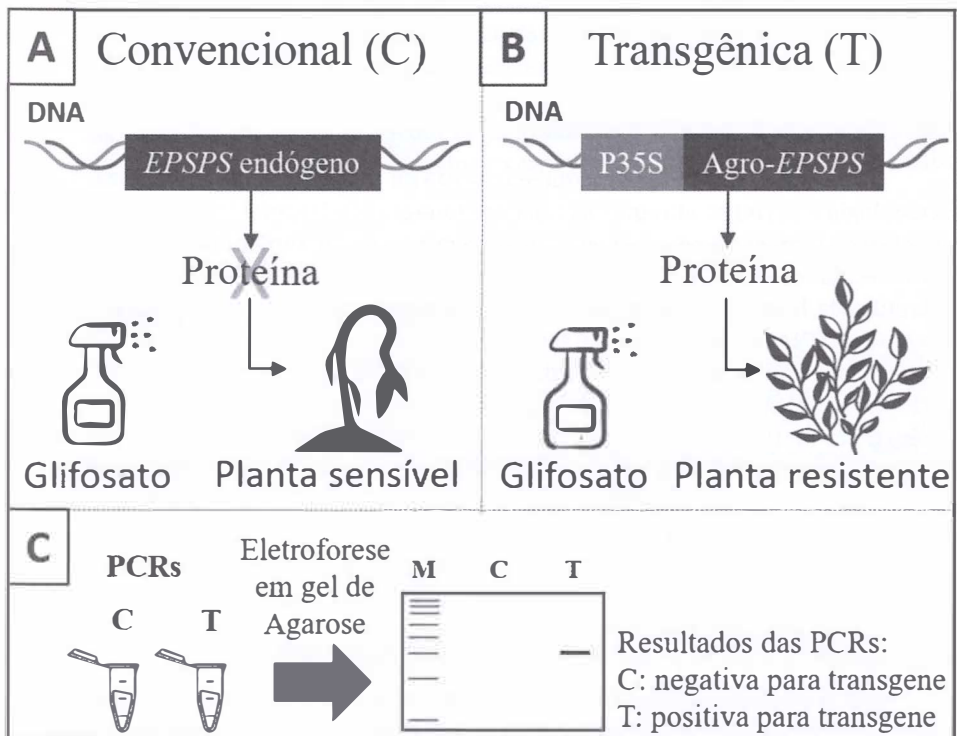 A Convencional (C)
DNA
EPSPS endógeno
Proteína
Glifosato Planta sensível
B Transgênica (T)
DNA
P35S Agro-EPSPS
Proteína
Glifosato Planta resistente
C
PCRs
C T
Eletroforese
em gel de
Agarose
M C T
Resultados das PCRs:
C: negativa para transgene
T: positiva para transgene